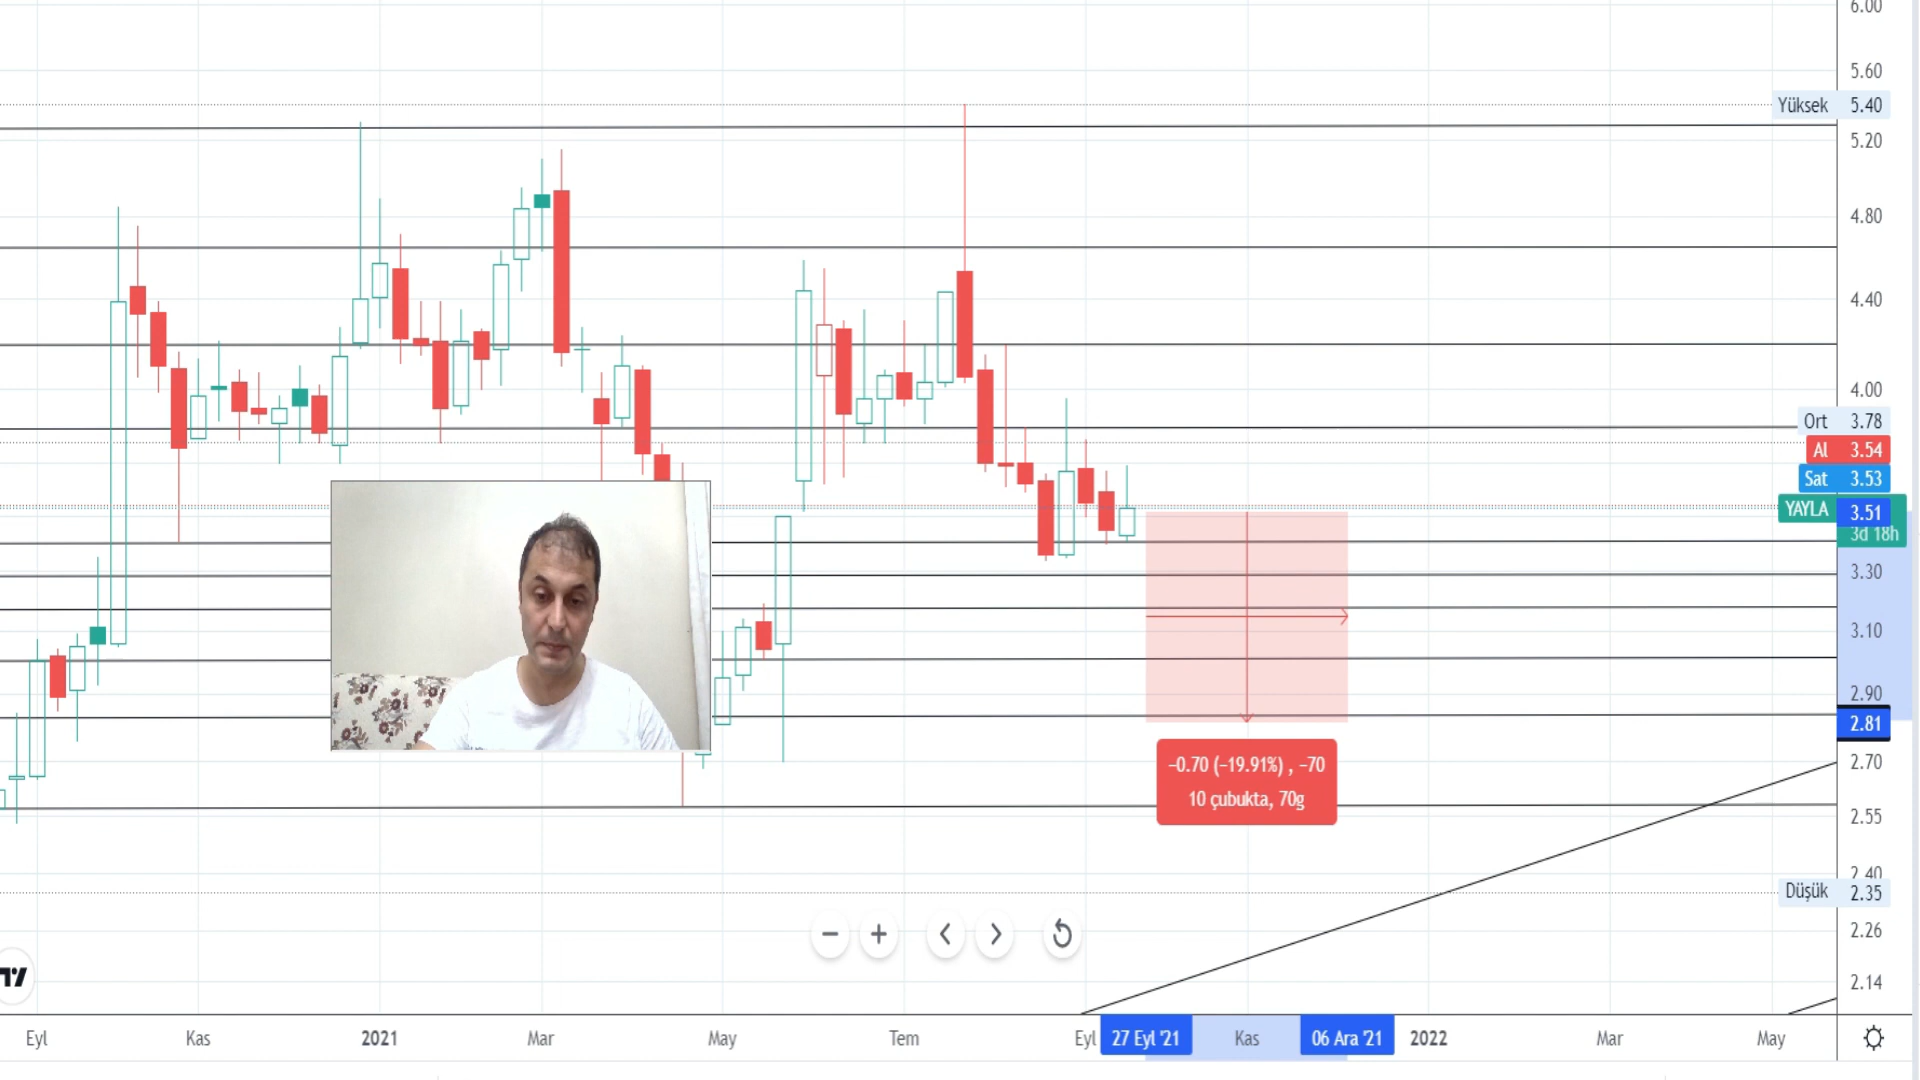 6.00
5.60
Yüksek 5.40
5.20
4.80
4.40
4.00
Ort 3.78
Al 3.54
Sat 3.53
YAYLA 3.51
3d 18h
3.30
3.10
2.90
2.81
-0.70 (-19.91%) , -70
10 çubukta, 70g
2.70
2.55
2.40
Düşük 2.35
2.26
2.14
Eyl Kas 2021 Mar May Tem Eyl 27 Eyl '21 Kas 06 Ara '21 2022 Mar May